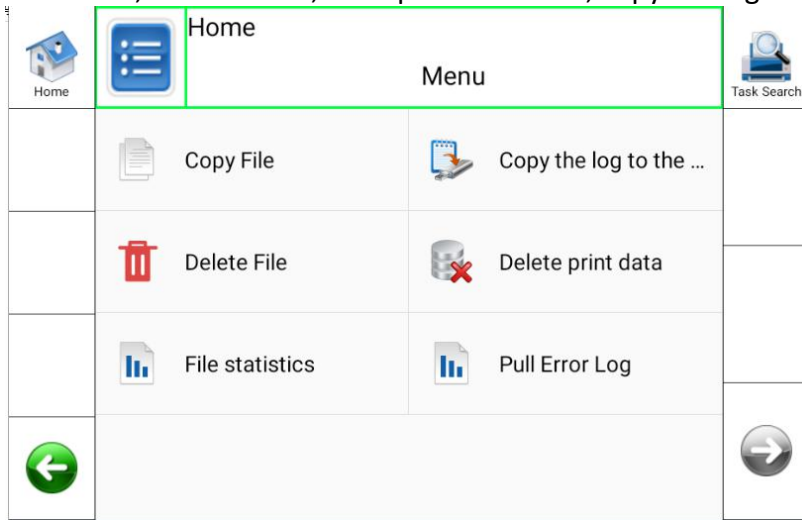 Home
Menu
Home
Task Search
Copy File
Copy the log to the ...
Delete File
Delete print data
File statistics
Pull Error Log